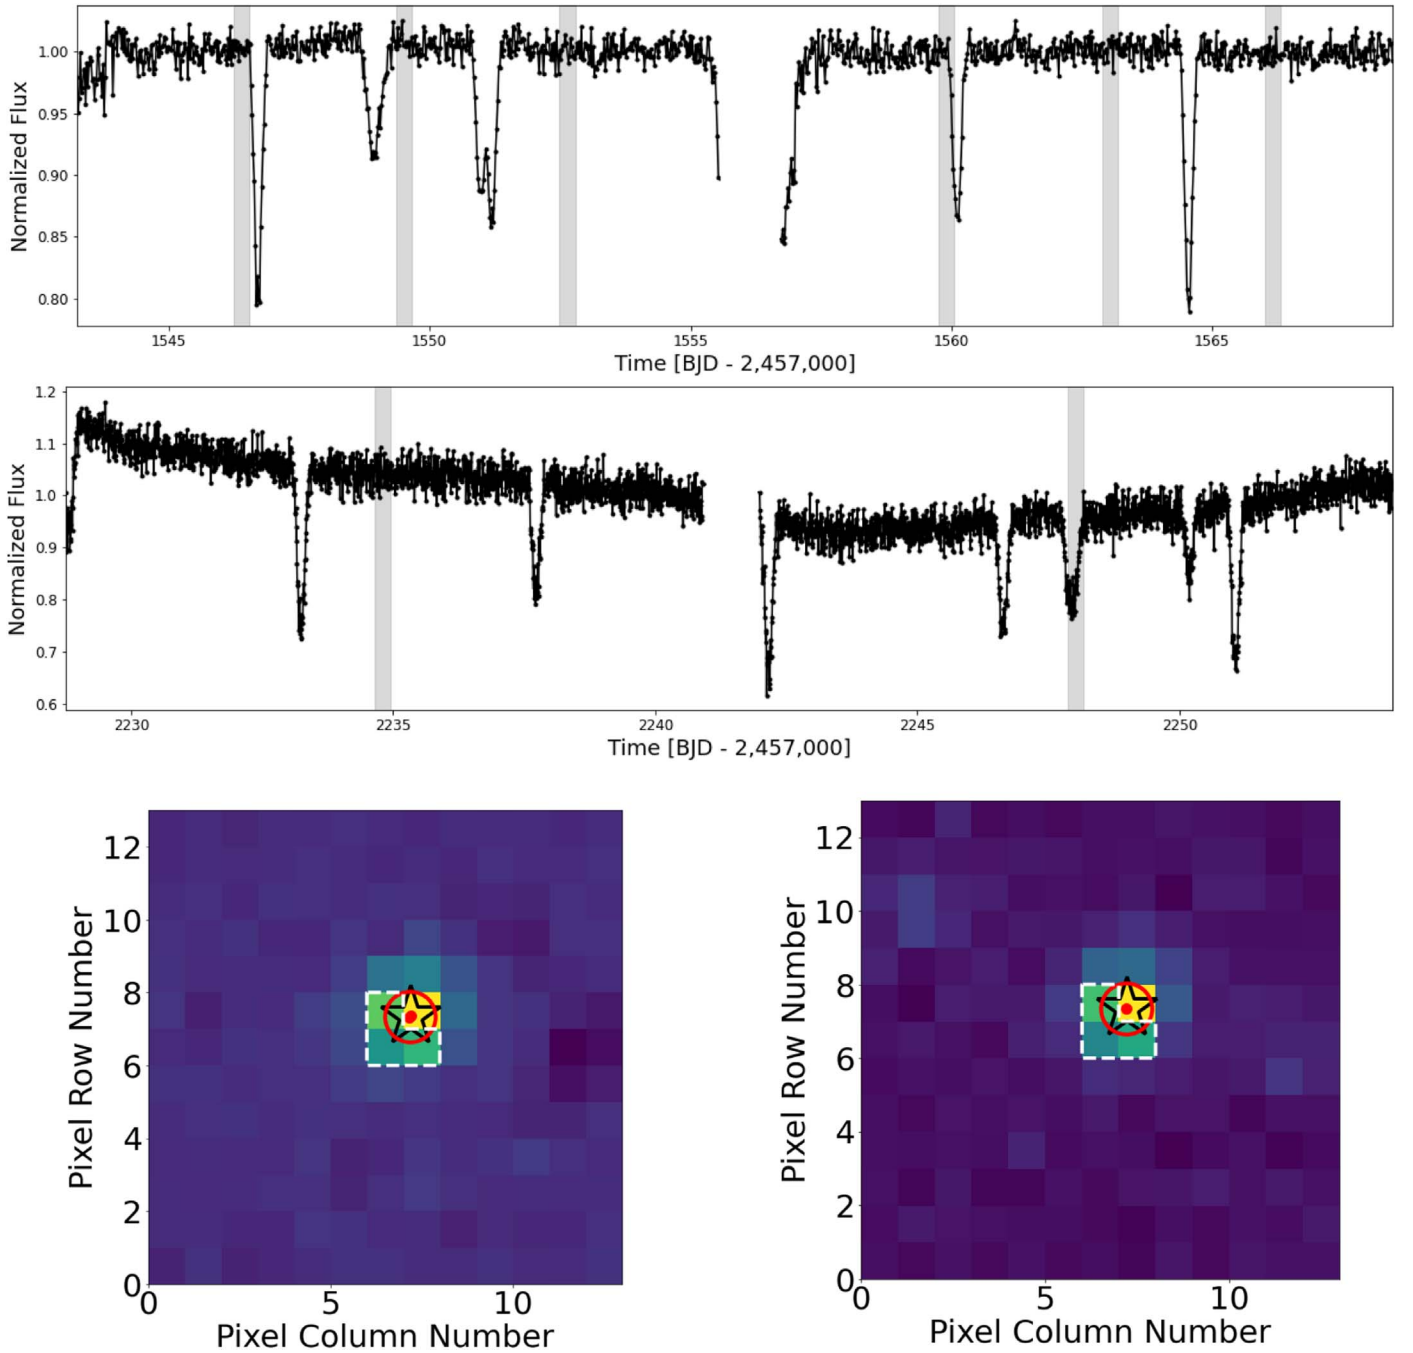 1.00
0.95
0.90
0.85
0.80
Normalized Flux
1545 1550 1555 1560 1565
Time [BJD - 2,457,000]
1.2
1.1
1.0
0.9
0.8
0.7
0.6
Normalized Flux
2230 2235 2240 2245 2250
Time [BJD - 2,457,000]
12
10
8
6
4
2
0
Pixel Row Number
0 5 10
Pixel Column Number
12
10
8
6
4
2
0
Pixel Row Number
5 10
Pixel Column Number